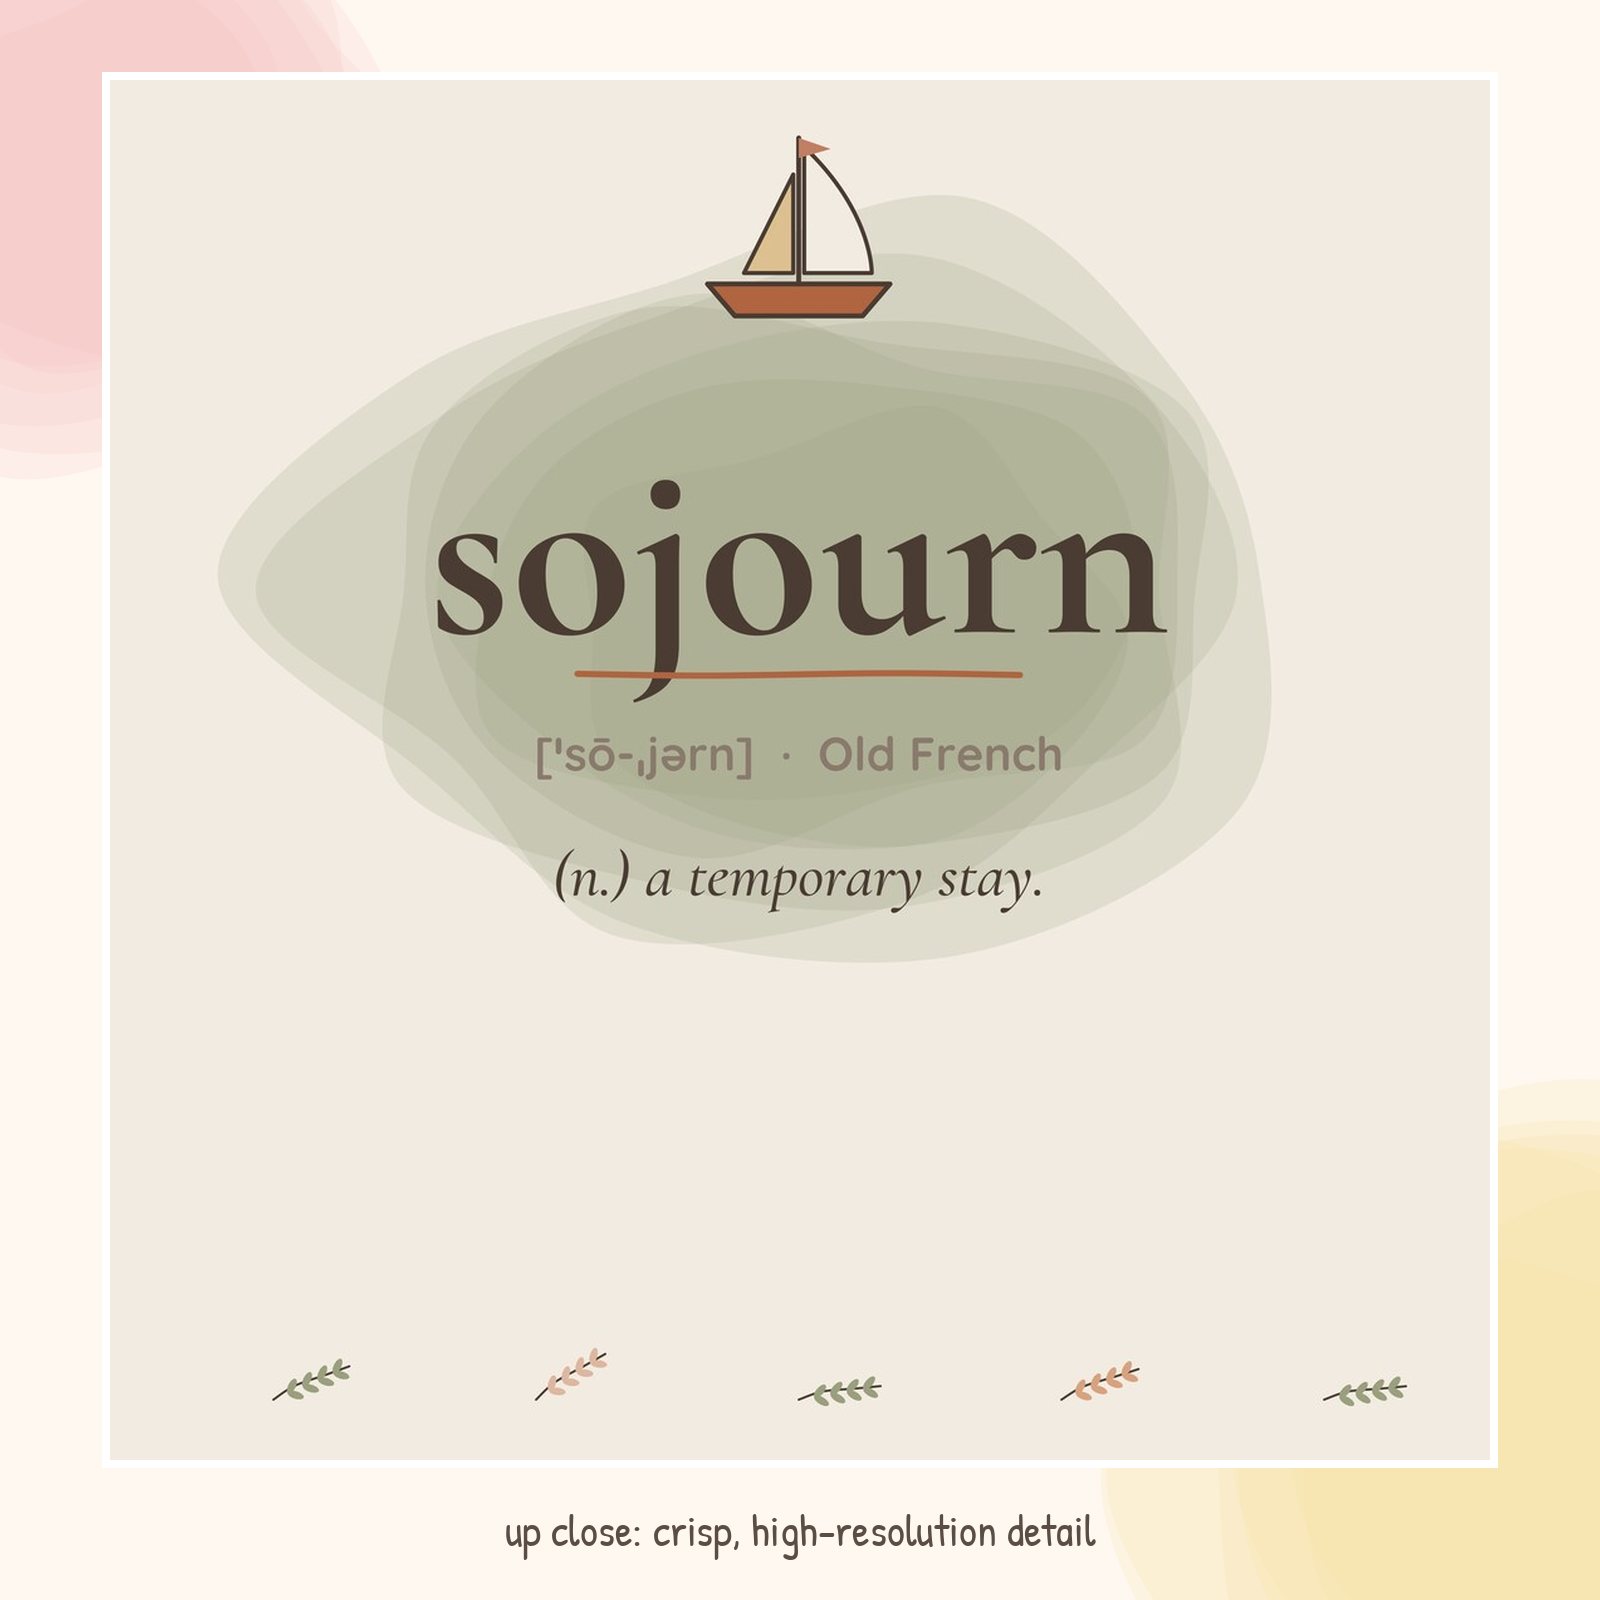 sojourn
[ˈsō-ˌjərn] · Old French
(n.) a temporary stay.
up close: crisp, high-resolution detail